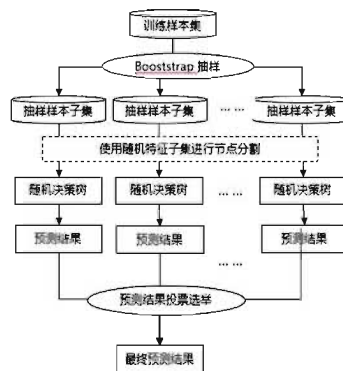 训练样本集
Booststrap 抽样
抽样样本子集 抽样样本子集 … … 抽样样本子集
使用随机特征子集进行节点分割
随机决策树 随机决策树 … … 随机决策树
预测结果 预测结果 … … 预测结果
预测结果投票选举
最终预测结果